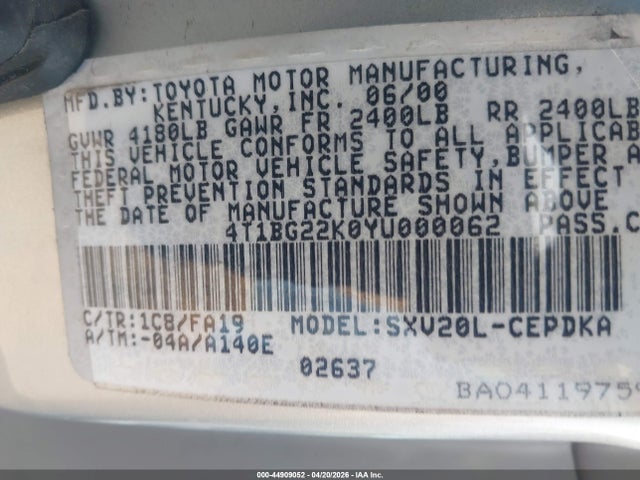 MFD.BY:TOYOTA MOTOR MANUFACTURING,
KENTUCKY,INC. 06/00
GVWR 4180LB GAWR FR 2400LB RR 2400LB
THIS VEHICLE CONFORMS TO ALL APPLICAB
FEDERAL MOTOR VEHICLE SAFETY,BUMPER A
THEFT PREVENTION STANDARDS IN EFFECT
THE DATE OF MANUFACTURE SHOWN ABOVE
4T1BG22K0YU000062 PASS.C
C/TR:1C8/FA19 MODEL:SXV20L-CEPDKA
A/TM:-04A/A140E
02637
BA0411975
000-44909052 - 04/20/2026 - IAA Inc.